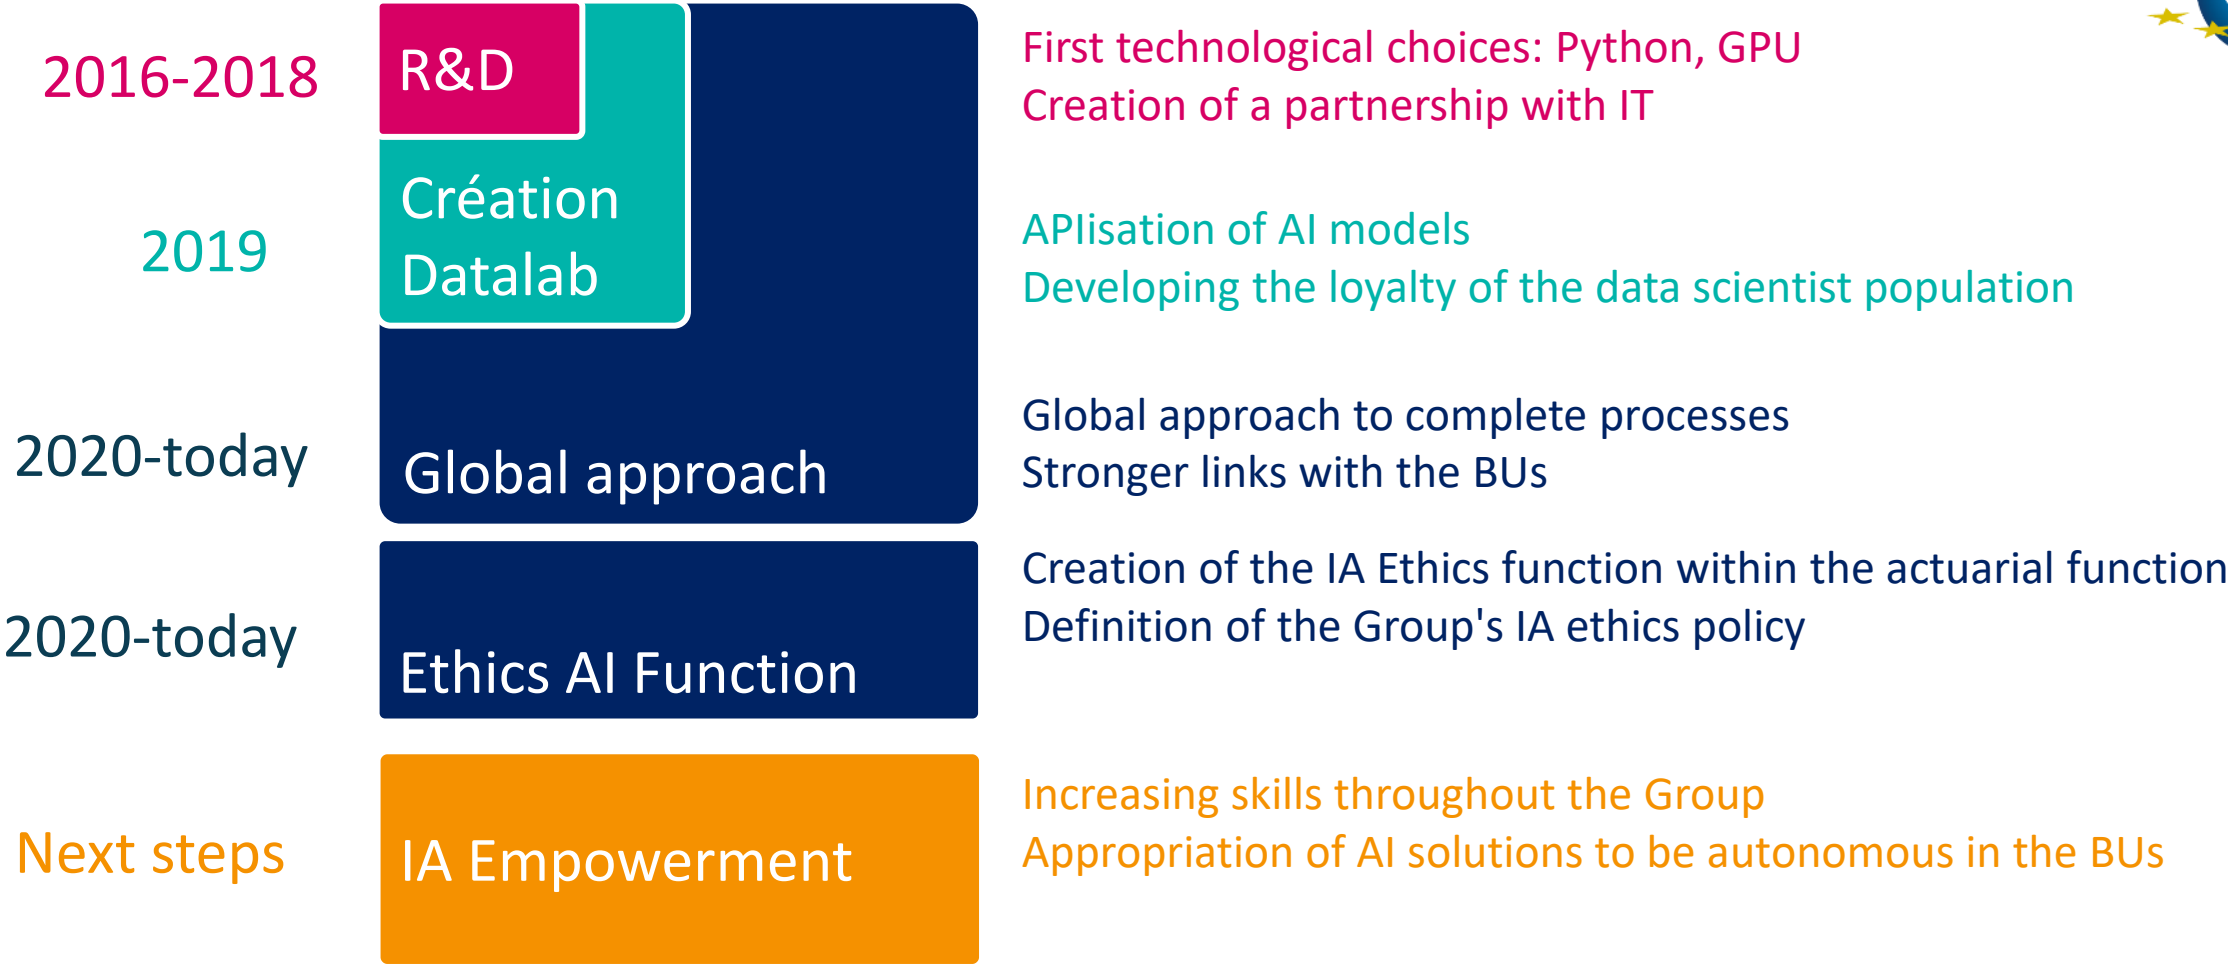 2016-2018
R&D
First technological choices: Python, GPU
Creation of a partnership with IT
2019
Création
Datalab
APIisation of AI models
Developing the loyalty of the data scientist population
2020-today
Global approach
Global approach to complete processes
Stronger links with the BUs
2020-today
Ethics AI Function
Creation of the IA Ethics function within the actuarial function
Definition of the Group's IA ethics policy
Next steps
IA Empowerment
Increasing skills throughout the Group
Appropriation of AI solutions to be autonomous in the BUs